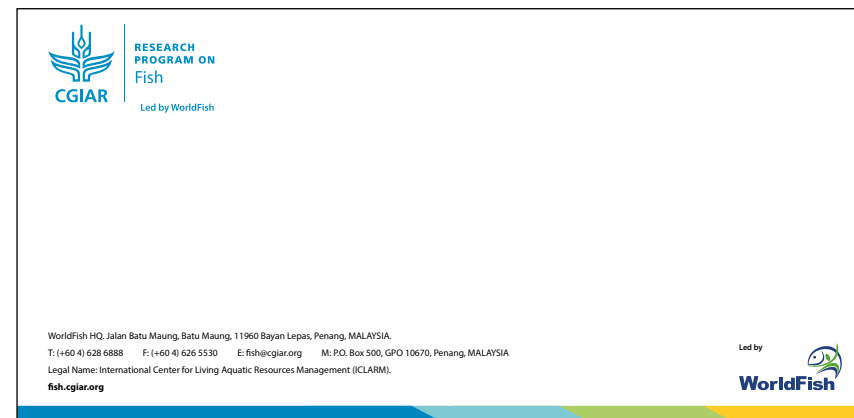 RESEARCH
PROGRAM ON
Fish
CGIAR
Led by WorldFish
WorldFish HQ. Jalan Batu Maung, Batu Maung, 11960 Bayan Lepas, Penang, MALAYSIA.
T: (+60 4) 628 6888 F: (+60 4) 626 5530 E: fish@cgiar.org M: P.O. Box 500, GPO 10670, Penang, MALAYSIA
Legal Name: International Center for Living Aquatic Resources Management (ICLARM).
fish.cgiar.org
Led by
WorldFish